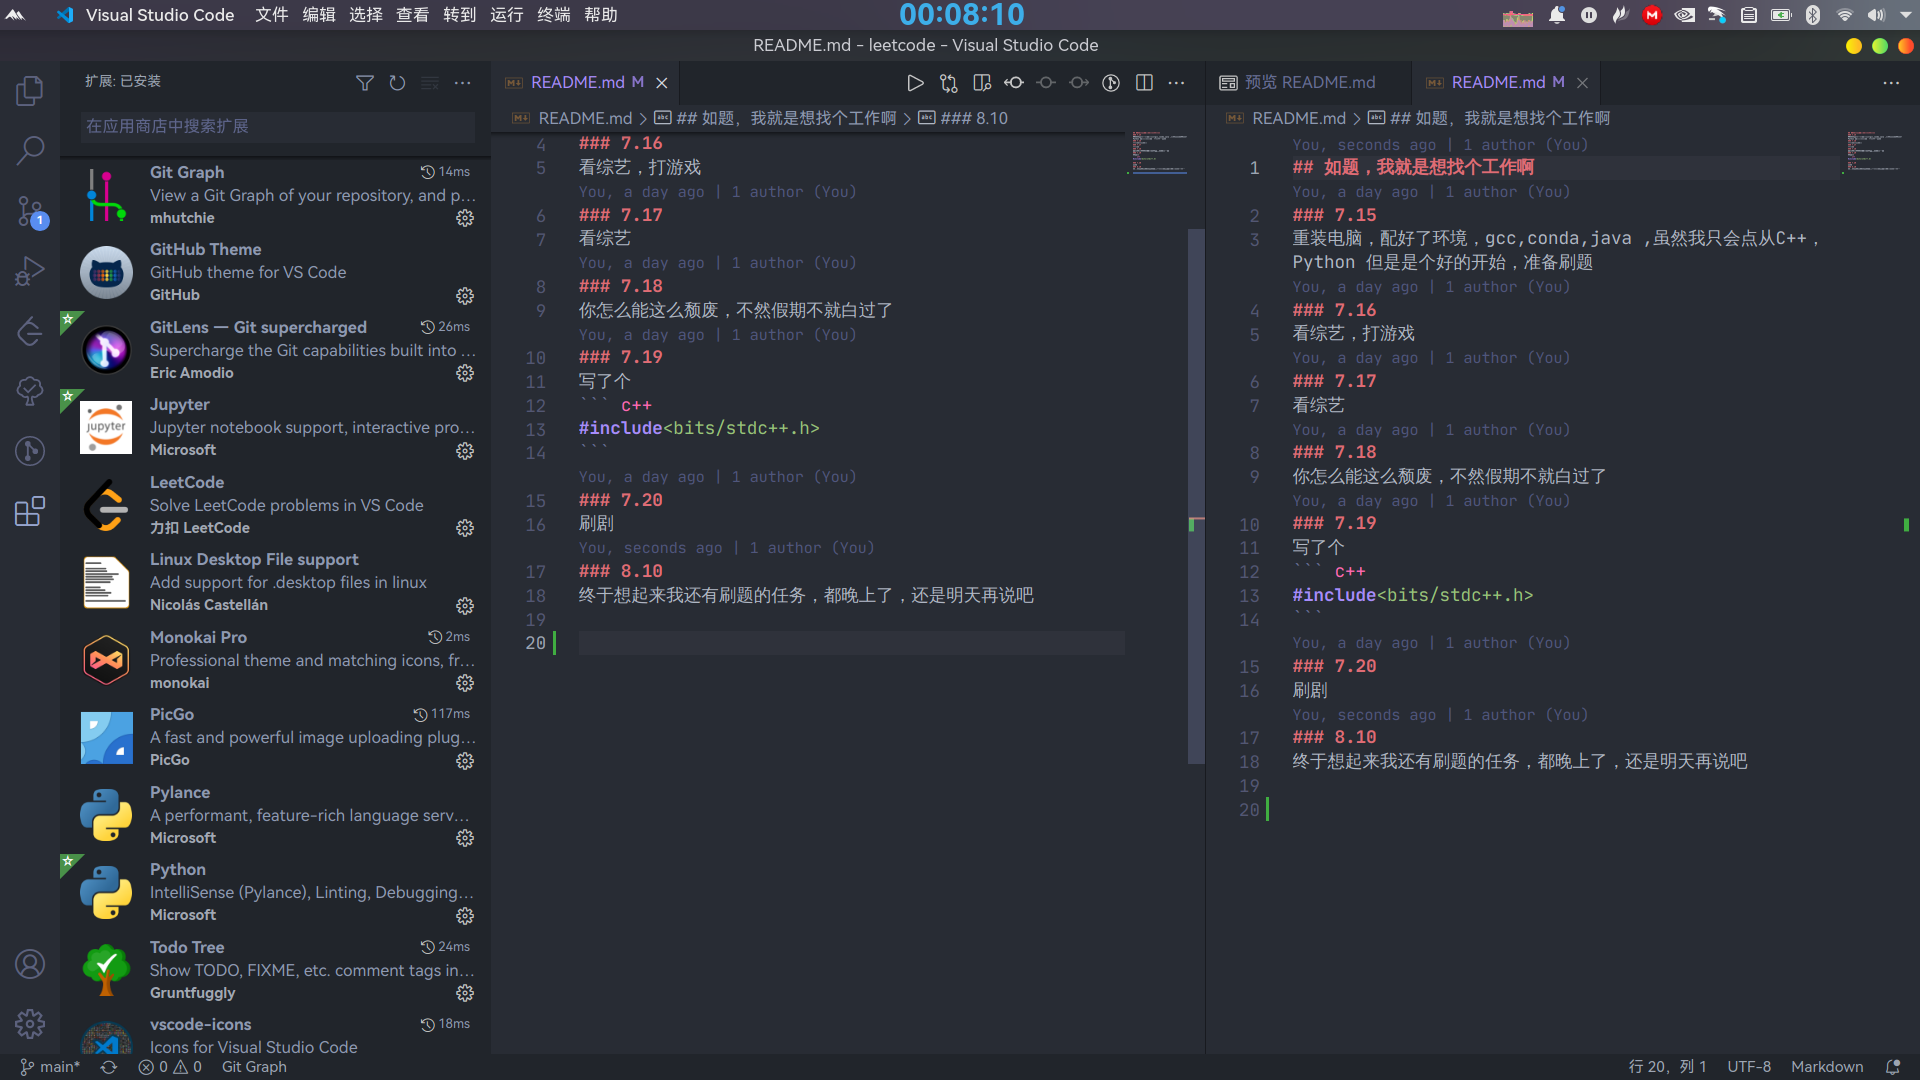 Visual Studio Code 文件 编辑 选择 查看 转到 运行 终端 帮助
00:08:10
README.md - leetcode - Visual Studio Code
扩展: 已安装
在应用商店中搜索扩展
Git Graph 14ms
View a Git Graph of your repository, and p…
mhutchie
GitHub Theme
GitHub theme for VS Code
GitHub
GitLens — Git supercharged 26ms
Supercharge the Git capabilities built into …
Eric Amodio
Jupyter
Jupyter notebook support, interactive pro…
Microsoft
LeetCode
Solve LeetCode problems in VS Code
力扣 LeetCode
Linux Desktop File support
Add support for .desktop files in linux
Nicolás Castellán
Monokai Pro 2ms
Professional theme and matching icons, fr…
monokai
PicGo 117ms
A fast and powerful image uploading plug…
PicGo
Pylance
A performant, feature-rich language serv…
Microsoft
Python
IntelliSense (Pylance), Linting, Debugging…
Microsoft
Todo Tree 24ms
Show TODO, FIXME, etc. comment tags in…
Gruntfuggly
vscode-icons 18ms
Icons for Visual Studio Code
1
jupyter
README.md M
README.md > ## 如题，我就是想找个工作啊 > ### 8.10
4 ### 7.16
5 看综艺，打游戏
You, a day ago | 1 author (You)
6 ### 7.17
7 看综艺
You, a day ago | 1 author (You)
8 ### 7.18
9 你怎么能这么颓废，不然假期不就白过了
You, a day ago | 1 author (You)
10 ### 7.19
11 写了个
12 ``` c++
13 #include<bits/stdc++.h>
14 ```
You, a day ago | 1 author (You)
15 ### 7.20
16 刷剧
You, seconds ago | 1 author (You)
17 ### 8.10
18 终于想起来我还有刷题的任务，都晚上了，还是明天再说吧
19
20
预览 README.md README.md M
README.md > ## 如题，我就是想找个工作啊
You, seconds ago | 1 author (You)
1 ## 如题，我就是想找个工作啊
You, a day ago | 1 author (You)
2 ### 7.15
3 重装电脑，配好了环境，gcc,conda,java ,虽然我只会点从C++，
Python 但是是个好的开始，准备刷题
You, a day ago | 1 author (You)
4 ### 7.16
5 看综艺，打游戏
You, a day ago | 1 author (You)
6 ### 7.17
7 看综艺
You, a day ago | 1 author (You)
8 ### 7.18
9 你怎么能这么颓废，不然假期不就白过了
You, a day ago | 1 author (You)
10 ### 7.19
11 写了个
12 ``` c++
13 #include<bits/stdc++.h>
14 ```
You, a day ago | 1 author (You)
15 ### 7.20
16 刷剧
You, seconds ago | 1 author (You)
17 ### 8.10
18 终于想起来我还有刷题的任务，都晚上了，还是明天再说吧
19
20
main* 0 0 Git Graph
行 20，列 1 UTF-8 Markdown